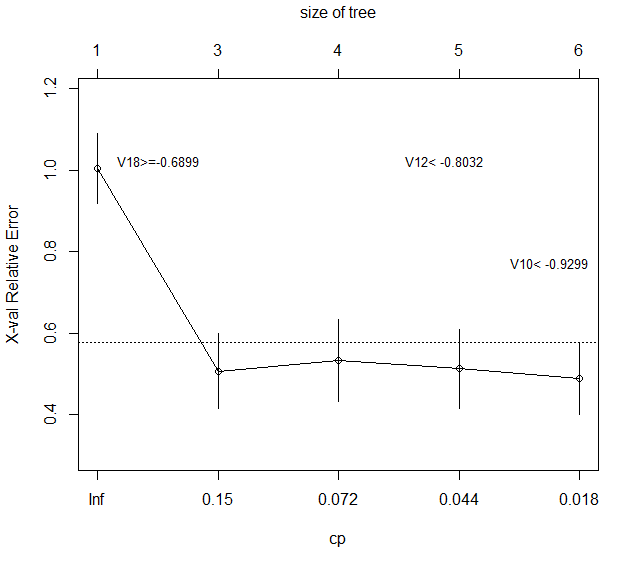 size of tree
1 3 4 5 6
1.2
1.0
0.8
0.6
0.4
X-val Relative Error
V18>=-0.6899
V12< -0.8032
V10< -0.9299
Inf 0.15 0.072 0.044 0.018
cp